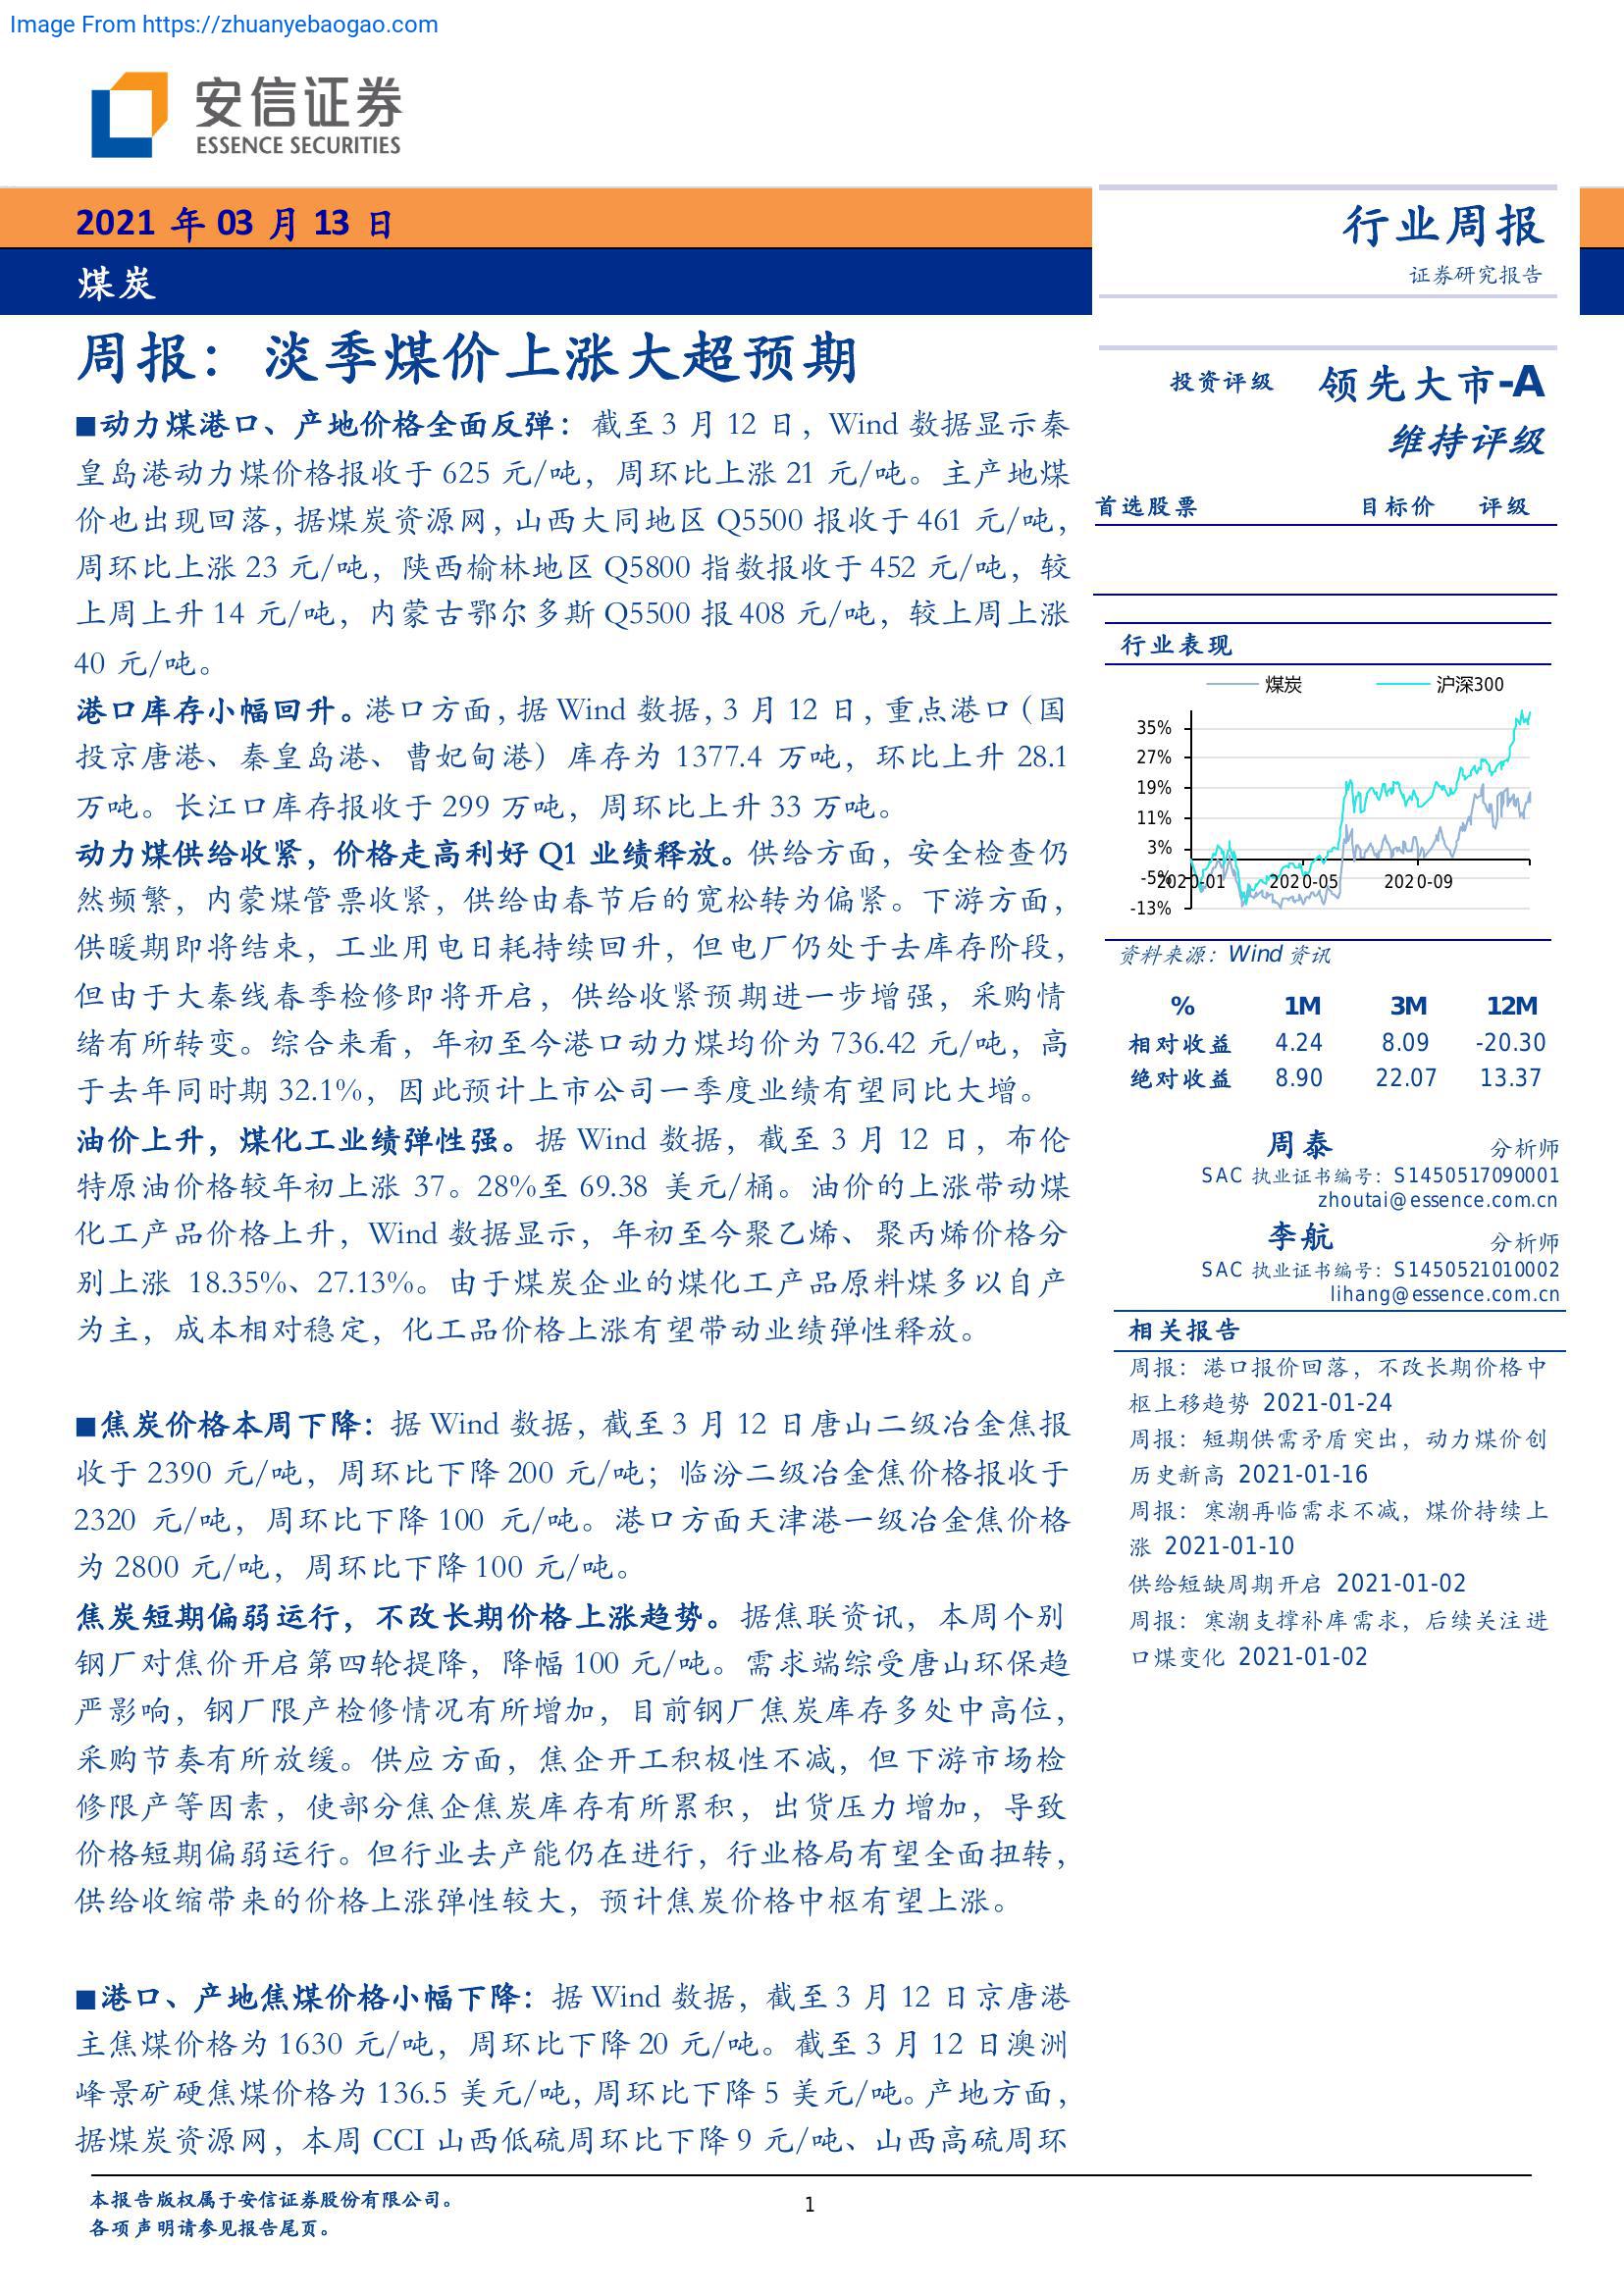 Image From https://zhuanyebaogao.com
安信证券
ESSENCE SECURITIES
2021 年 03 月 13 日
煤炭
行业周报
证券研究报告
周报：淡季煤价上涨大超预期
■动力煤港口、产地价格全面反弹：截至 3 月 12 日，Wind 数据显示秦
皇岛港动力煤价格报收于 625 元/吨，周环比上涨 21 元/吨。主产地煤
价也出现回落，据煤炭资源网，山西大同地区 Q5500 报收于 461 元/吨，
周环比上涨 23 元/吨，陕西榆林地区 Q5800 指数报收于 452 元/吨，较
上周上升 14 元/吨，内蒙古鄂尔多斯 Q5500 报 408 元/吨，较上周上涨
40 元/吨。
港口库存小幅回升。港口方面，据 Wind 数据，3 月 12 日，重点港口（国
投京唐港、秦皇岛港、曹妃甸港）库存为 1377.4 万吨，环比上升 28.1
万吨。长江口库存报收于 299 万吨，周环比上升 33 万吨。
动力煤供给收紧，价格走高利好 Q1 业绩释放。供给方面，安全检查仍
然频繁，内蒙煤管票收紧，供给由春节后的宽松转为偏紧。下游方面，
供暖期即将结束，工业用电日耗持续回升，但电厂仍处于去库存阶段，
但由于大秦线春季检修即将开启，供给收紧预期进一步增强，采购情
绪有所转变。综合来看，年初至今港口动力煤均价为 736.42 元/吨，高
于去年同时期 32.1%，因此预计上市公司一季度业绩有望同比大增。
油价上升，煤化工业绩弹性强。据 Wind 数据，截至 3 月 12 日，布伦
特原油价格较年初上涨 37。28%至 69.38 美元/桶。油价的上涨带动煤
化工产品价格上升，Wind 数据显示，年初至今聚乙烯、聚丙烯价格分
别上涨 18.35%、27.13%。由于煤炭企业的煤化工产品原料煤多以自产
为主，成本相对稳定，化工品价格上涨有望带动业绩弹性释放。
■焦炭价格本周下降：据 Wind 数据，截至 3 月 12 日唐山二级冶金焦报
收于 2390 元/吨，周环比下降 200 元/吨；临汾二级冶金焦价格报收于
2320 元/吨，周环比下降 100 元/吨。港口方面天津港一级冶金焦价格
为 2800 元/吨，周环比下降 100 元/吨。
焦炭短期偏弱运行，不改长期价格上涨趋势。据焦联资讯，本周个别
钢厂对焦价开启第四轮提降，降幅 100 元/吨。需求端综受唐山环保趋
严影响，钢厂限产检修情况有所增加，目前钢厂焦炭库存多处中高位，
采购节奏有所放缓。供应方面，焦企开工积极性不减，但下游市场检
修限产等因素，使部分焦企焦炭库存有所累积，出货压力增加，导致
价格短期偏弱运行。但行业去产能仍在进行，行业格局有望全面扭转，
供给收缩带来的价格上涨弹性较大，预计焦炭价格中枢有望上涨。
■港口、产地焦煤价格小幅下降：据 Wind 数据，截至 3 月 12 日京唐港
主焦煤价格为 1630 元/吨，周环比下降 20 元/吨。截至 3 月 12 日澳洲
峰景矿硬焦煤价格为 136.5 美元/吨，周环比下降 5 美元/吨。产地方面，
据煤炭资源网，本周 CCI 山西低硫周环比下降 9 元/吨、山西高硫周环
投资评级 领先大市-A
维持评级
首选股票 目标价 评级
行业表现
煤炭 沪深300
35%
27%
19%
11%
3%
-5%
-13%
2020-01 2020-05 2020-09
资料来源：Wind 资讯
% 1M 3M 12M
相对收益 4.24 8.09 -20.30
绝对收益 8.90 22.07 13.37
周泰 分析师
SAC 执业证书编号：S1450517090001
zhoutai@essence.com.cn
李航 分析师
SAC 执业证书编号：S1450521010002
lihang@essence.com.cn
相关报告
周报：港口报价回落，不改长期价格中
枢上移趋势 2021-01-24
周报：短期供需矛盾突出，动力煤价创
历史新高 2021-01-16
周报：寒潮再临需求不减，煤价持续上
涨 2021-01-10
供给短缺周期开启 2021-01-02
周报：寒潮支撑补库需求，后续关注进
口煤变化 2021-01-02
本报告版权属于安信证券股份有限公司。
各项声明请参见报告尾页。
1